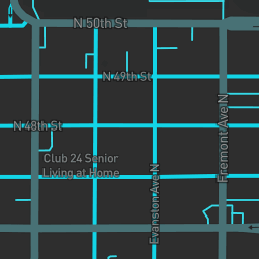 N 50th St
N 49th St
N 48th St
Club 24 Senior
Living at Home
Evanston Ave N
Fremont Ave N